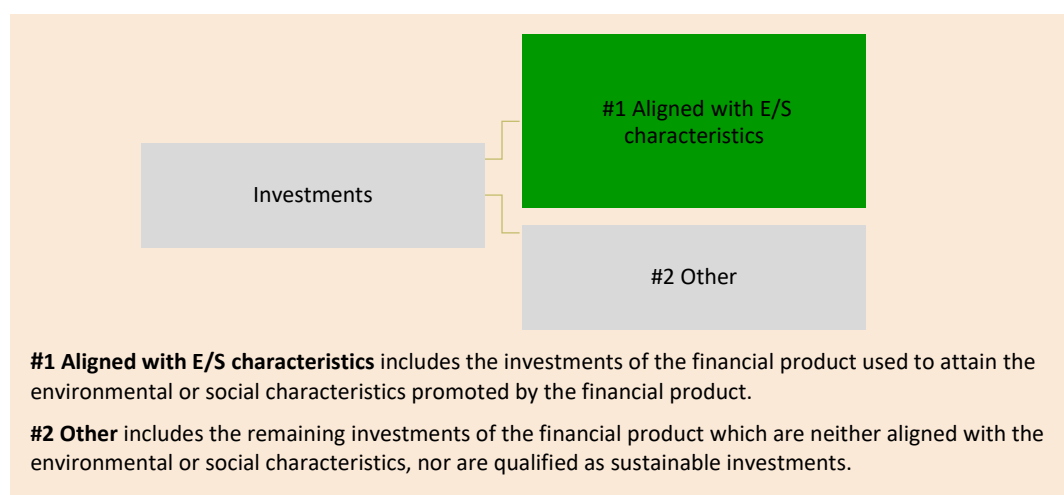 #1 Aligned with E/S
characteristics
Investments
#2 Other
#1 Aligned with E/S characteristics includes the investments of the financial product used to attain the
environmental or social characteristics promoted by the financial product.
#2 Other includes the remaining investments of the financial product which are neither aligned with the
environmental or social characteristics, nor are qualified as sustainable investments.